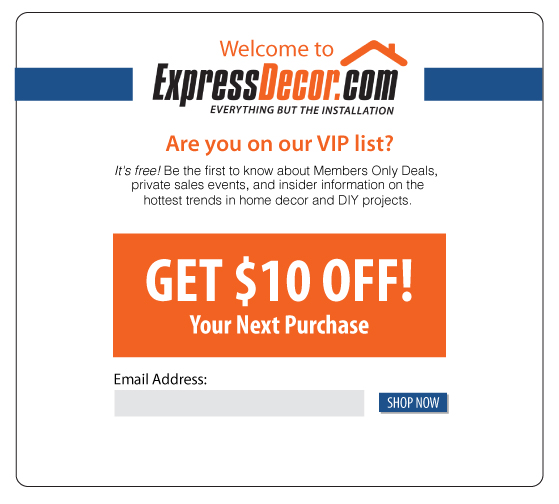 Welcome to
ExpressDecor.com
EVERYTHING BUT THE INSTALLATION
Are you on our VIP list?
It's free! Be the first to know about Members Only Deals,
private sales events, and insider information on the
hottest trends in home decor and DIY projects.
GET $10 OFF!
Your Next Purchase
Email Address:
SHOP NOW